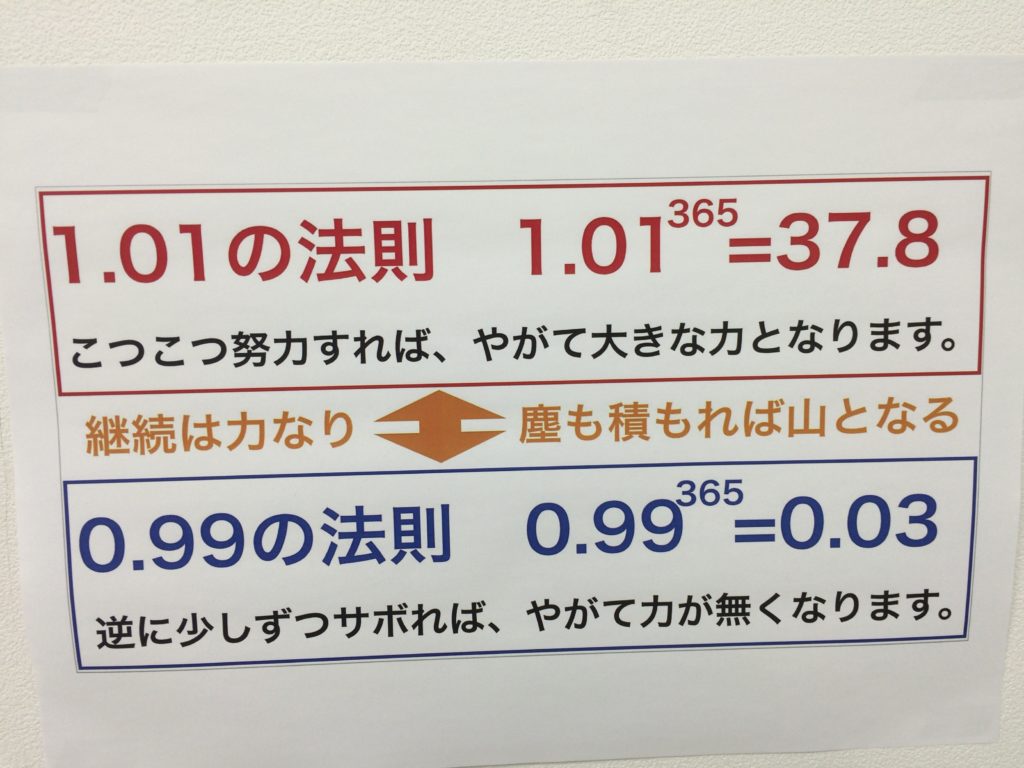 1.01の法則　1.01³⁶⁵=37.8
こつこつ努力すれば、やがて大きな力となります。
継続は力なり　塵も積もれば山となる
0.99の法則　0.99³⁶⁵=0.03
逆に少しずつサボれば、やがて力が無くなります。